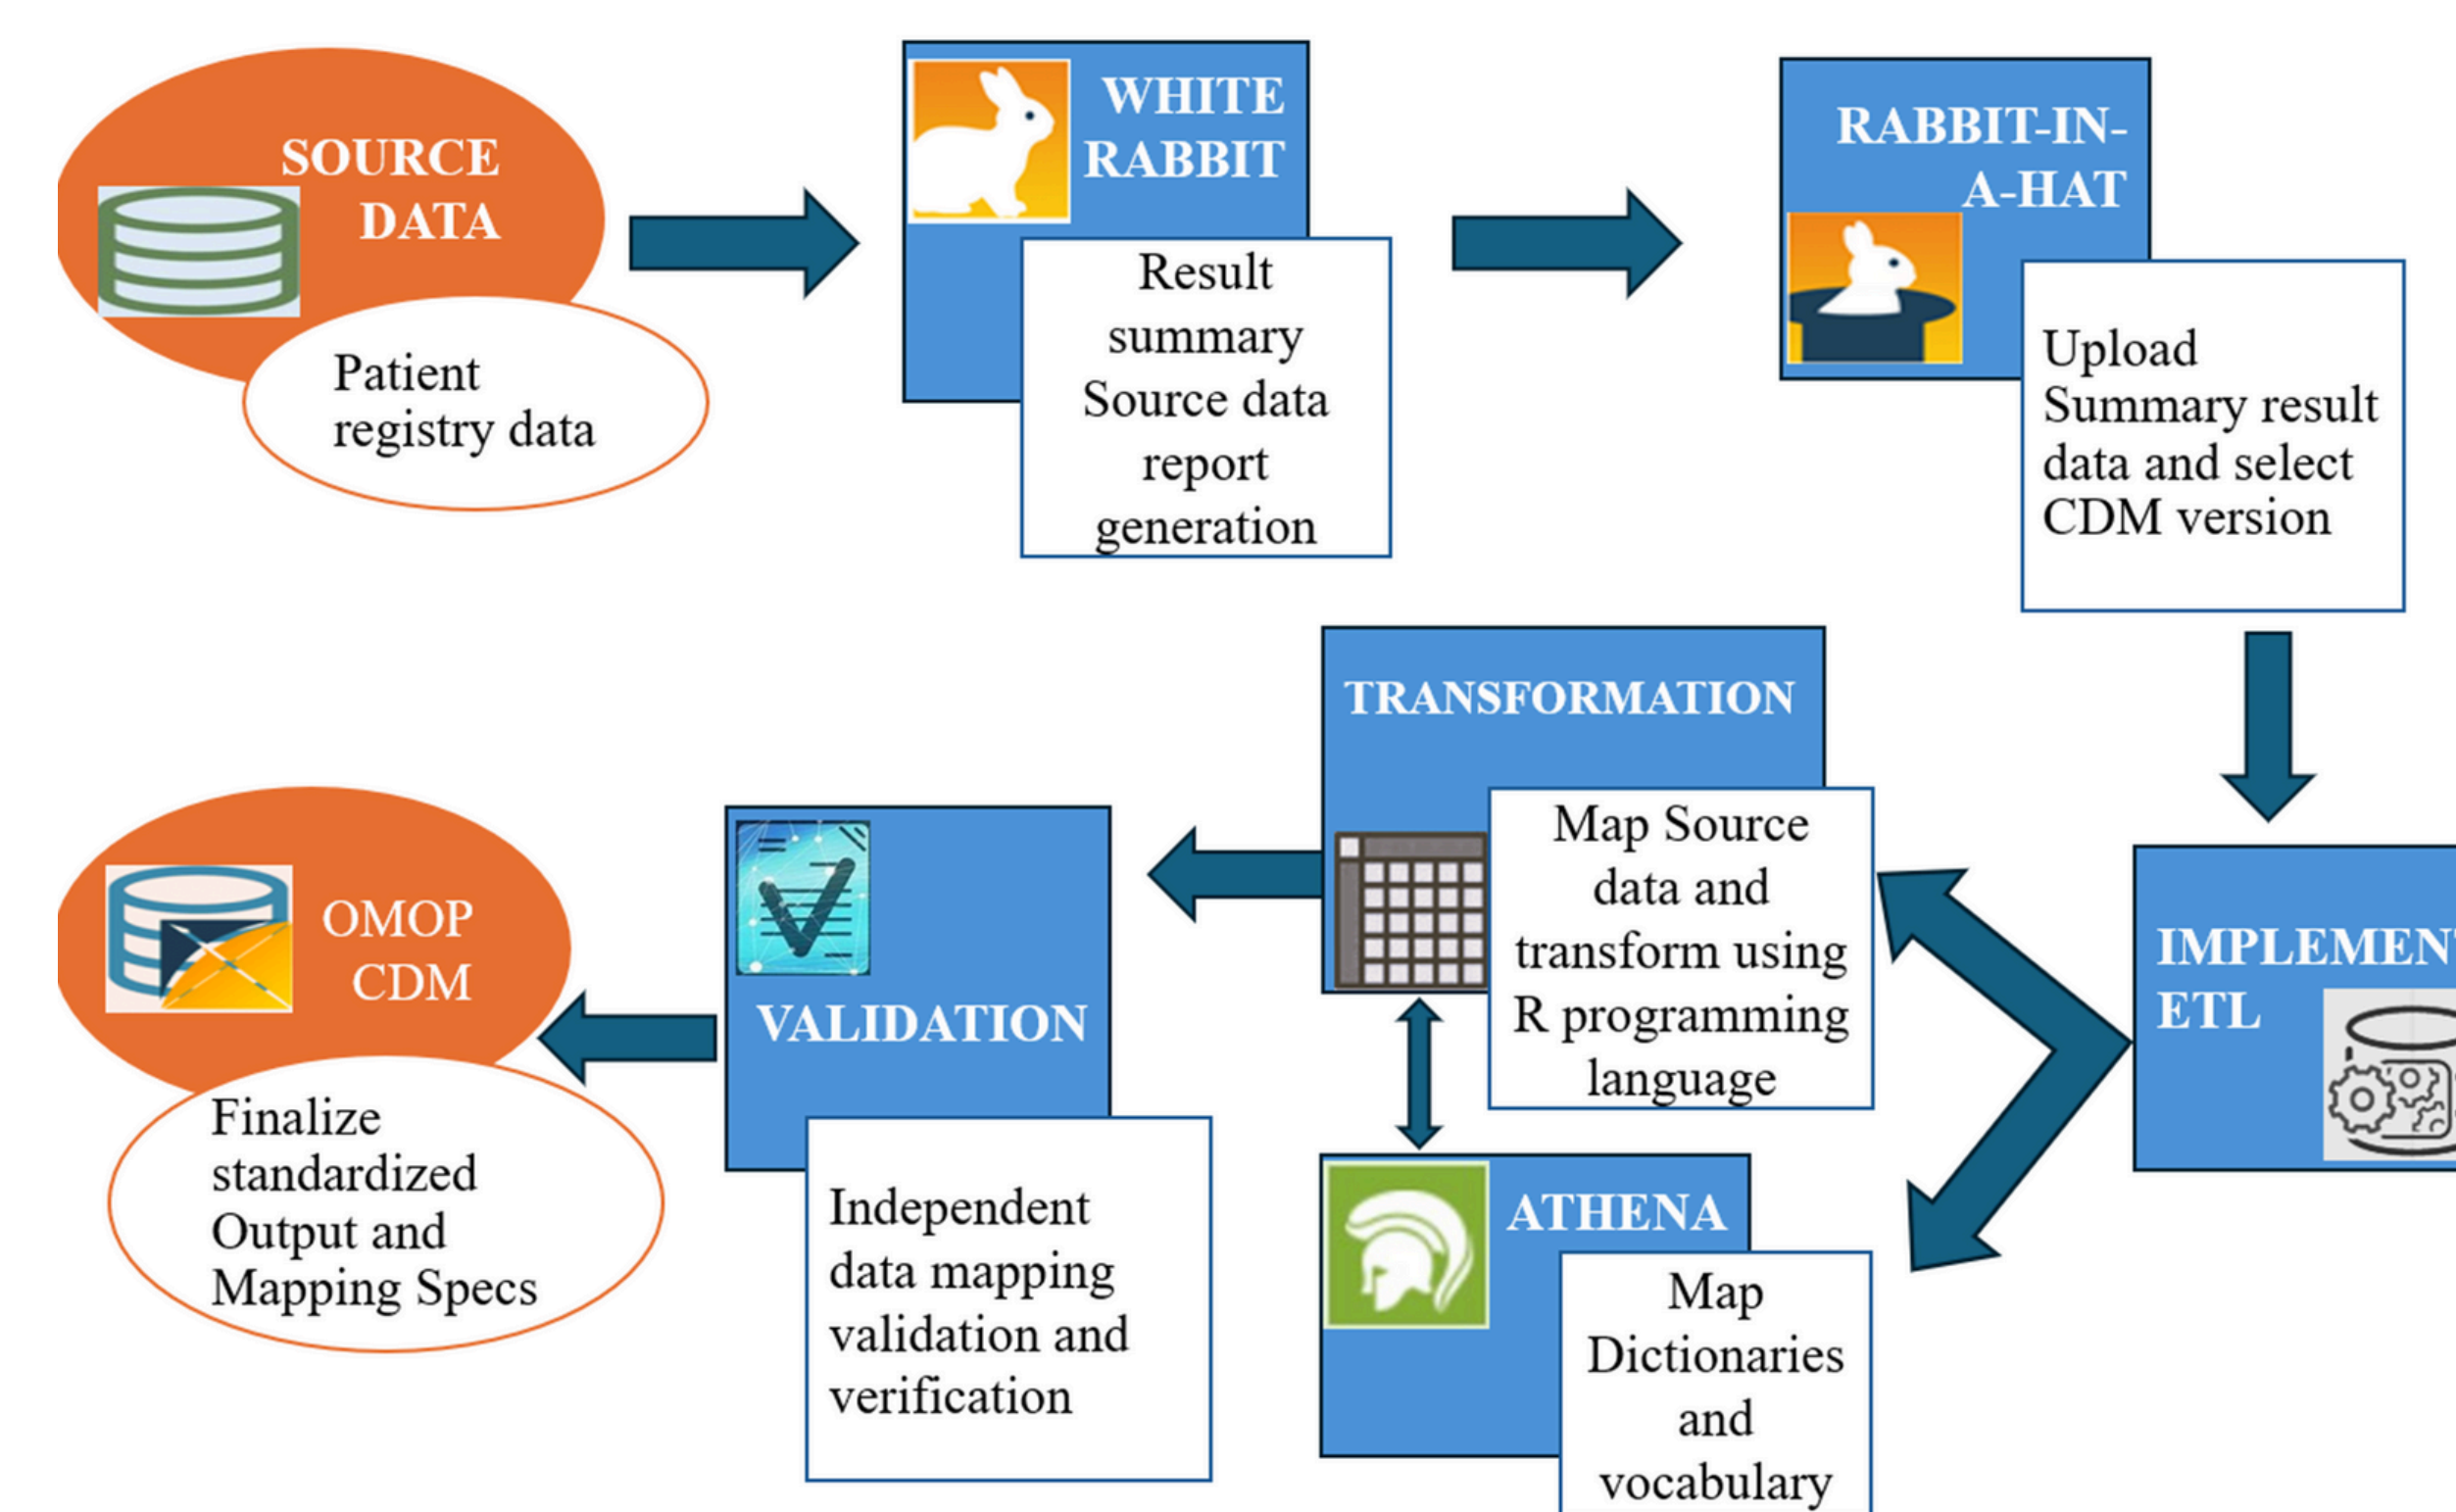 SOURCE
DATA
Patient
registry data
WHITE
RABBIT
Result
summary
Source data
report
generation
RABBIT-IN-
A-HAT
Upload
Summary result
data and select
CDM version
TRANSFORMATION
Map Source
data and
transform using
R programming
language
IMPLEMENT
ETL
ATHENA
Map
Dictionaries
and
vocabulary
VALIDATION
Independent
data mapping
validation and
verification
OMOP
CDM
Finalize
standardized
Output and
Mapping Specs